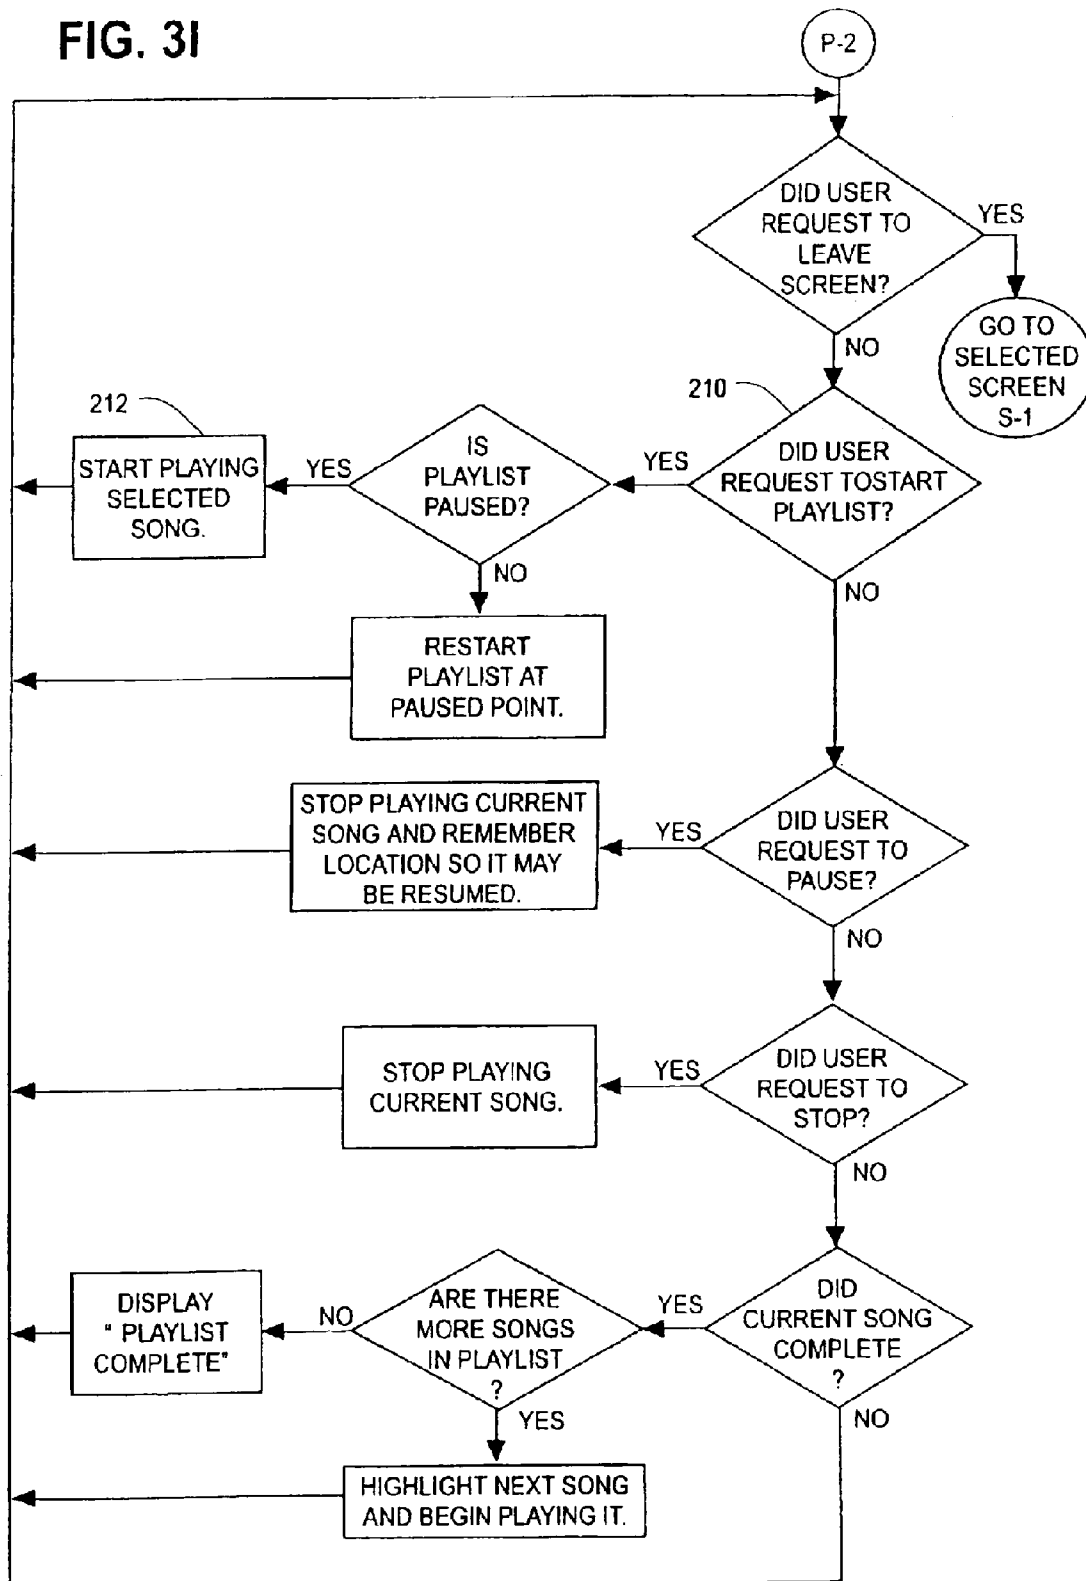 FIG. 3I
P-2
DID USER
REQUEST TO
LEAVE
SCREEN?
YES
NO
GO TO
SELECTED
SCREEN
S-1
210
DID USER
REQUEST TOSTART
PLAYLIST?
YES
NO
IS
PLAYLIST
PAUSED?
YES
NO
212
START PLAYING
SELECTED
SONG.
RESTART
PLAYLIST AT
PAUSED POINT.
DID USER
REQUEST TO
PAUSE?
YES
NO
STOP PLAYING CURRENT
SONG AND REMEMBER
LOCATION SO IT MAY
BE RESUMED.
DID USER
REQUEST TO
STOP?
YES
NO
STOP PLAYING
CURRENT SONG.
DID
CURRENT SONG
COMPLETE
?
YES
NO
ARE THERE
MORE SONGS
IN PLAYLIST
?
NO
YES
DISPLAY
" PLAYLIST
COMPLETE"
HIGHLIGHT NEXT SONG
AND BEGIN PLAYING IT.